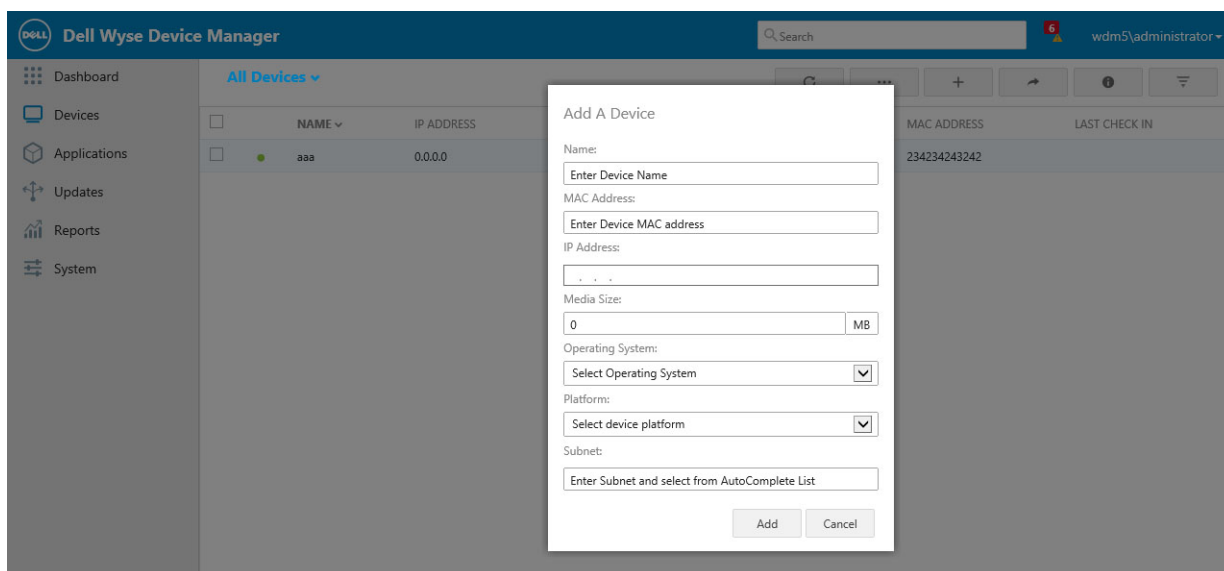 DELL Dell Wyse Device Manager Search 6 wdm5\administrator
Dashboard
Devices
Applications
Updates
Reports
System
All Devices
NAME IP ADDRESS MAC ADDRESS LAST CHECK IN
aaa 0.0.0.0 234234243242
Add A Device
Name:
Enter Device Name
MAC Address:
Enter Device MAC address
IP Address:
. . .
Media Size:
0 MB
Operating System:
Select Operating System
Platform:
Select device platform
Subnet:
Enter Subnet and select from AutoComplete List
Add Cancel